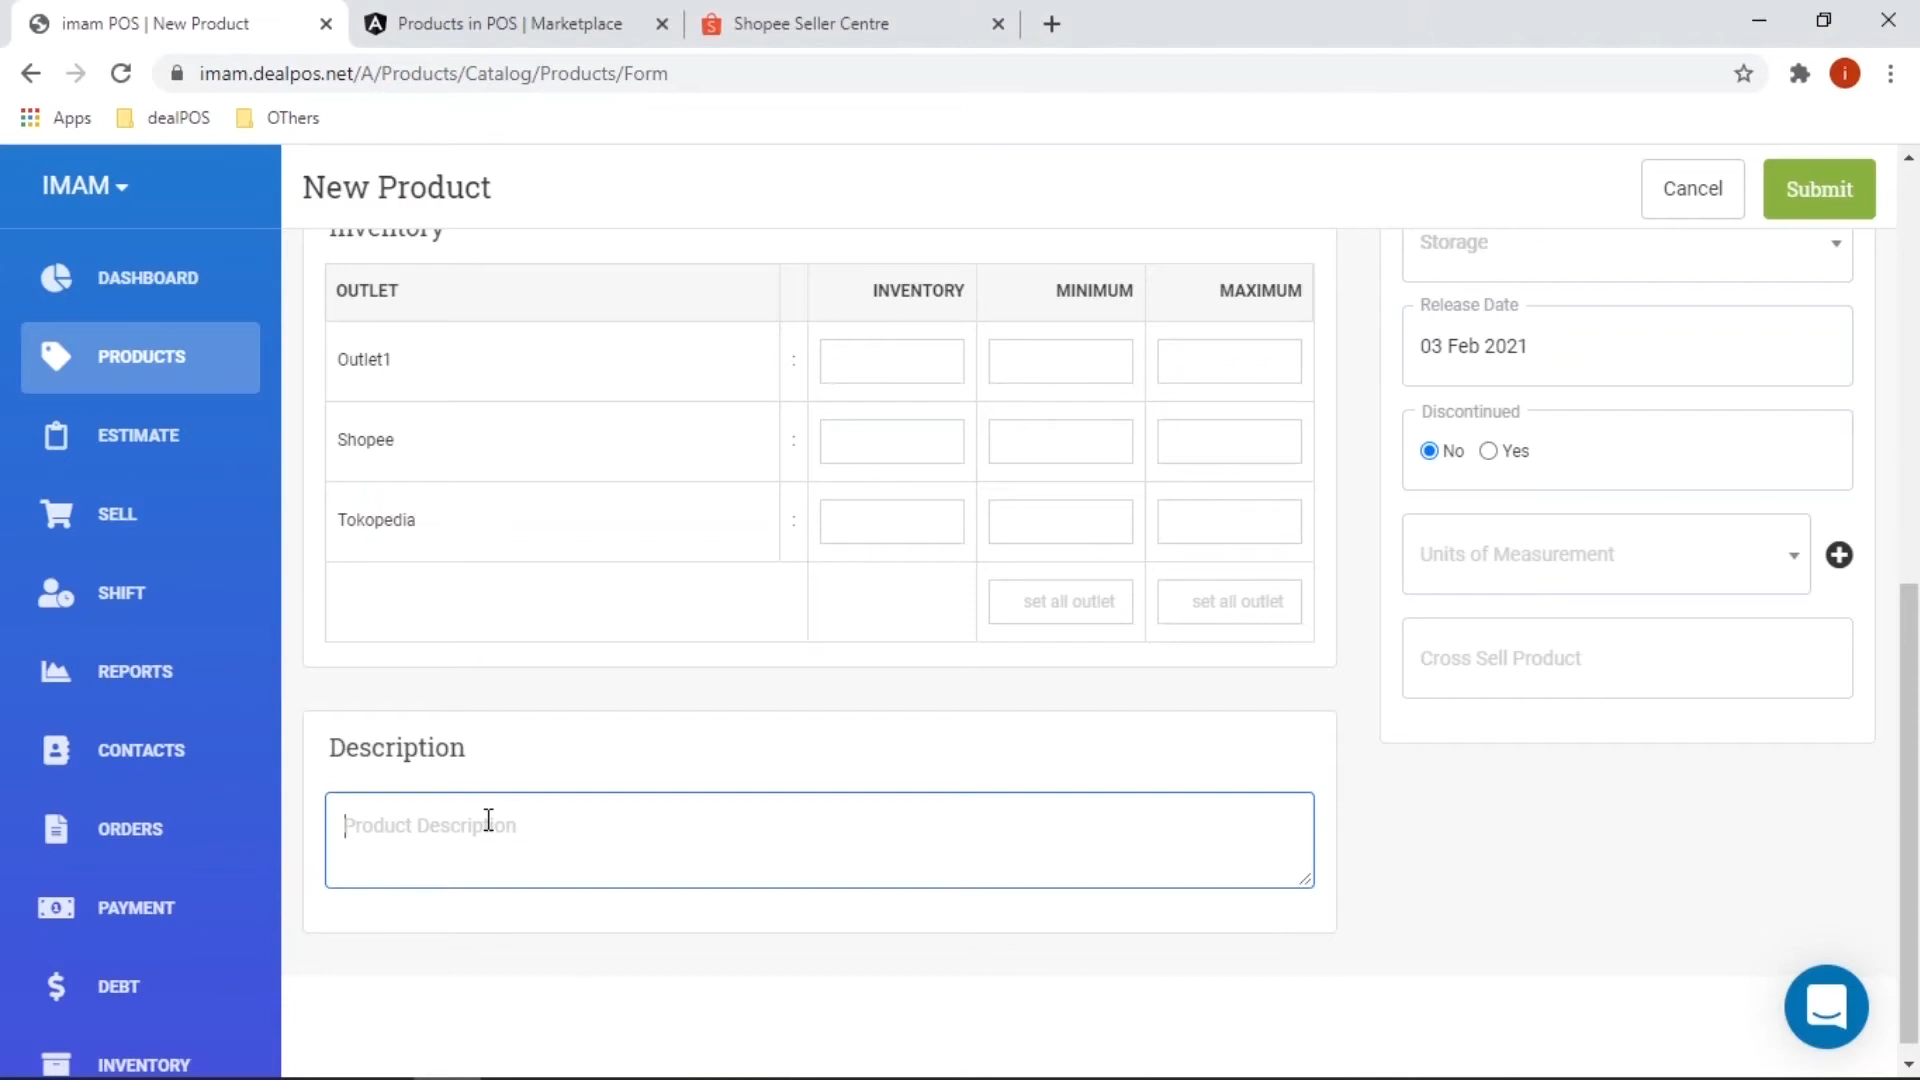 imam POS | New Product
Products in POS | Marketplace
Shopee Seller Centre
imam.dealpos.net/A/Products/Catalog/Products/Form
i
Apps
dealPOS
OThers
IMAM
New Product
Cancel
Submit
DASHBOARD
PRODUCTS
ESTIMATE
SELL
SHIFT
REPORTS
CONTACTS
ORDERS
PAYMENT
DEBT
INVENTORY
Inventory
OUTLET INVENTORY MINIMUM MAXIMUM
Outlet1 :
Shopee :
Tokopedia :
set all outlet set all outlet
Description
Product Description
Storage
Release Date
03 Feb 2021
Discontinued
No Yes
Units of Measurement
Cross Sell Product